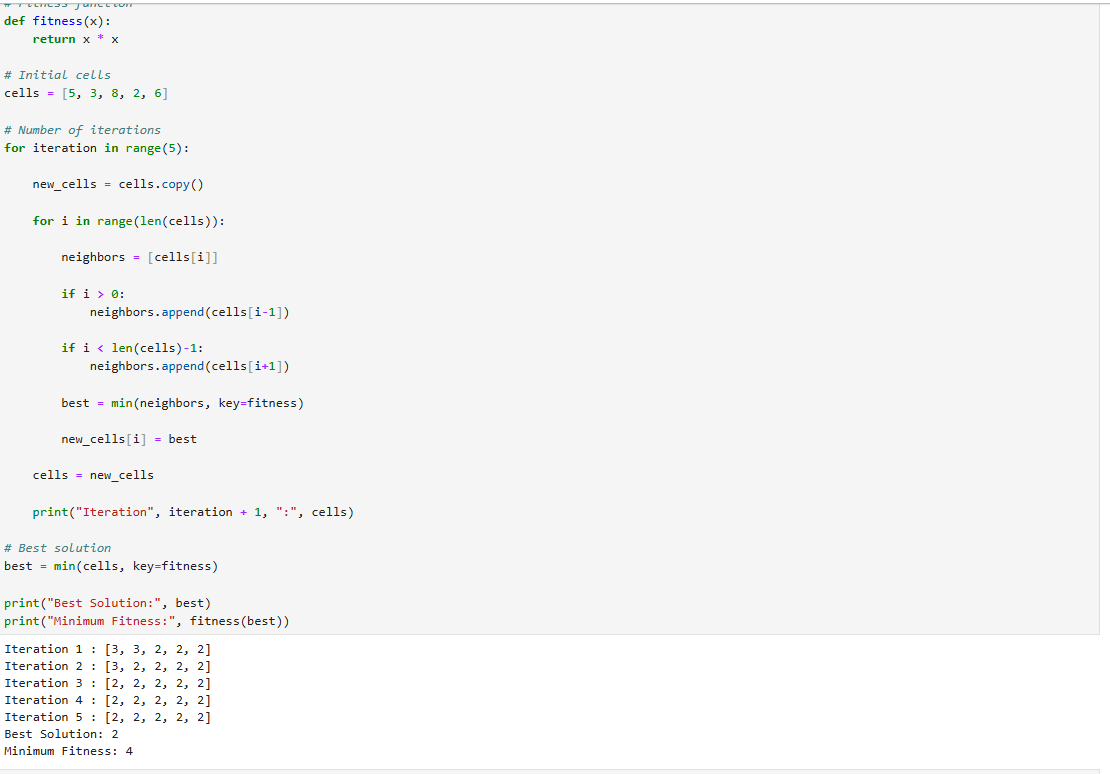 # Fitness function
def fitness(x):
    return x * x

# Initial cells
cells = [5, 3, 8, 2, 6]

# Number of iterations
for iteration in range(5):

    new_cells = cells.copy()

    for i in range(len(cells)):

        neighbors = [cells[i]]

        if i > 0:
            neighbors.append(cells[i-1])

        if i < len(cells)-1:
            neighbors.append(cells[i+1])

        best = min(neighbors, key=fitness)

        new_cells[i] = best

    cells = new_cells

    print("Iteration", iteration + 1, ":", cells)

# Best solution
best = min(cells, key=fitness)

print("Best Solution:", best)
print("Minimum Fitness:", fitness(best))
Iteration 1 : [3, 3, 2, 2, 2]
Iteration 2 : [3, 2, 2, 2, 2]
Iteration 3 : [2, 2, 2, 2, 2]
Iteration 4 : [2, 2, 2, 2, 2]
Iteration 5 : [2, 2, 2, 2, 2]
Best Solution: 2
Minimum Fitness: 4